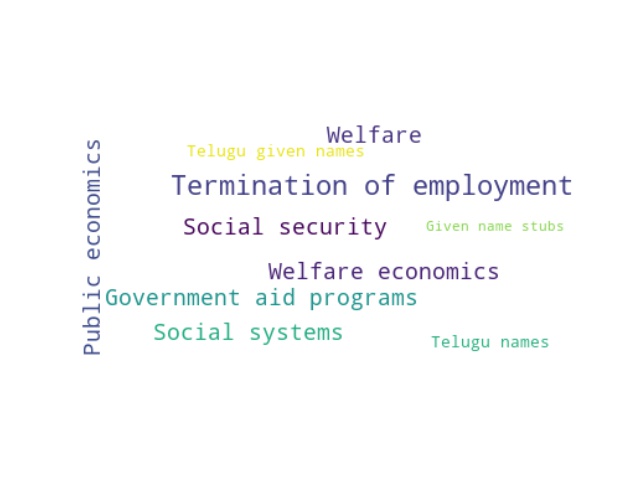 Welfare
Telugu given names
Termination of employment
Social security
Given name stubs
Welfare economics
Government aid programs
Social systems
Telugu names
Public economics